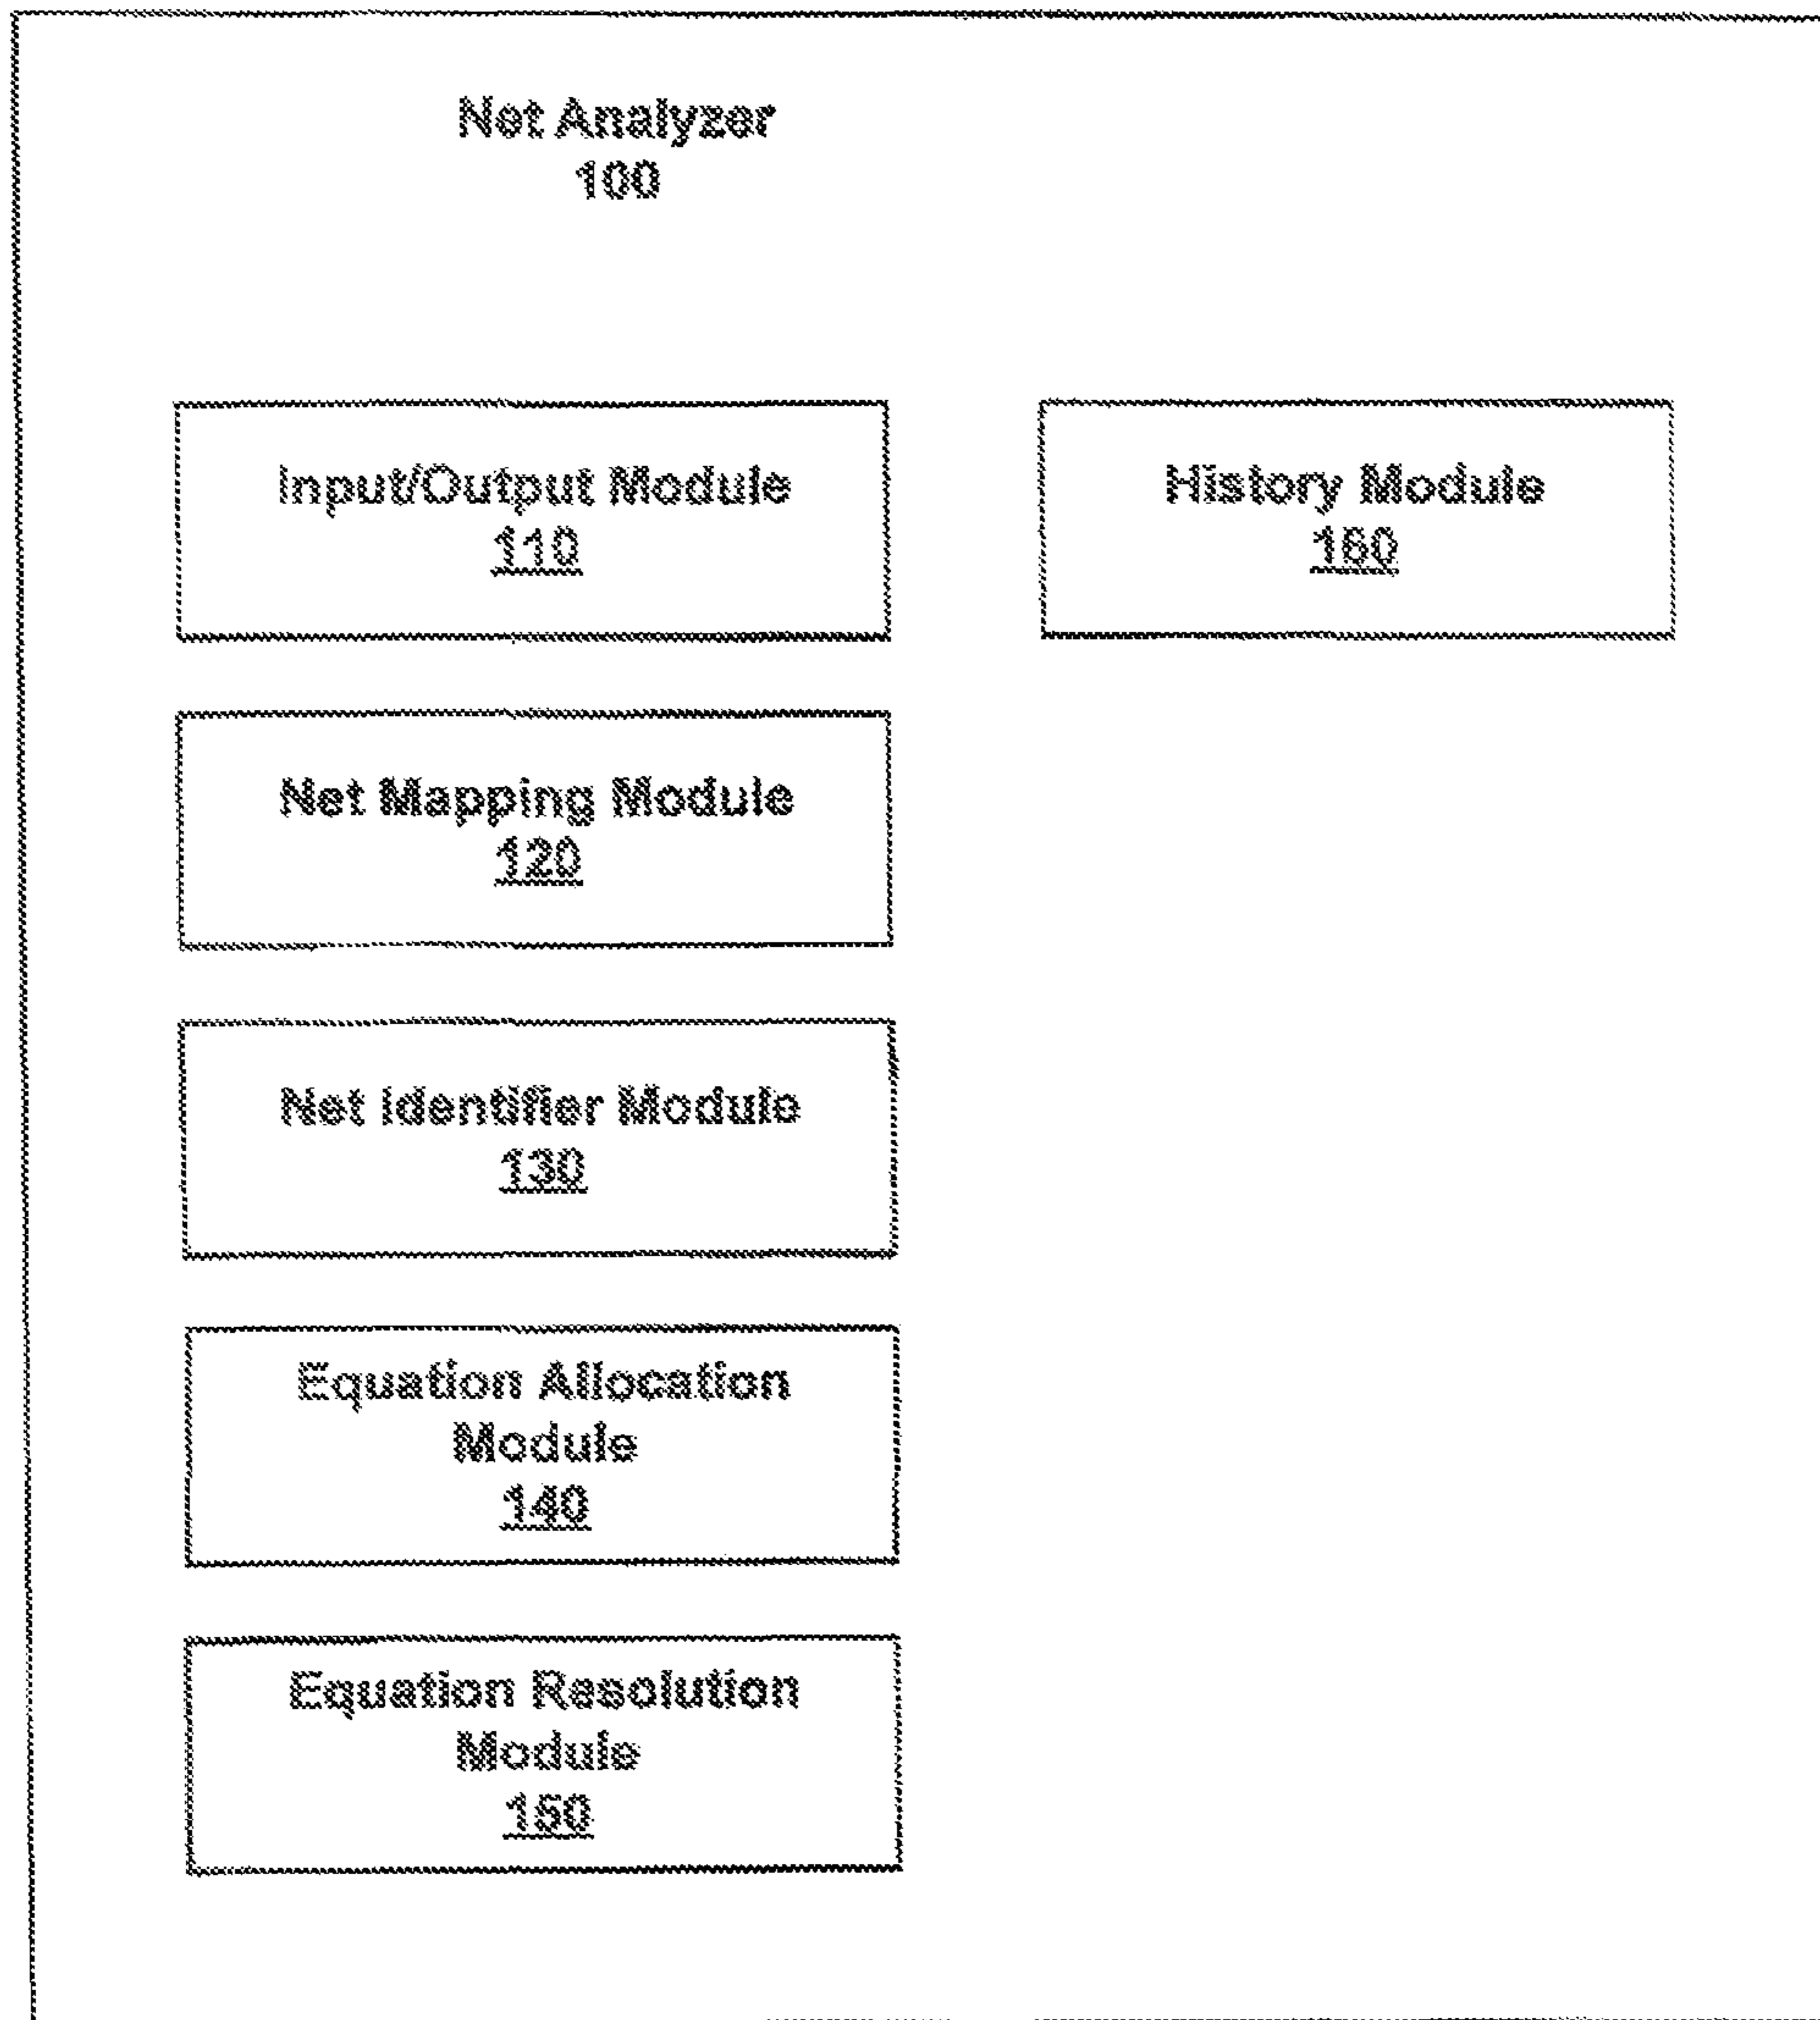 Net Analyzer
100
Input/Output Module
110
History Module
160
Net Mapping Module
120
Net Identifier Module
130
Equation Allocation
Module
140
Equation Resolution
Module
150